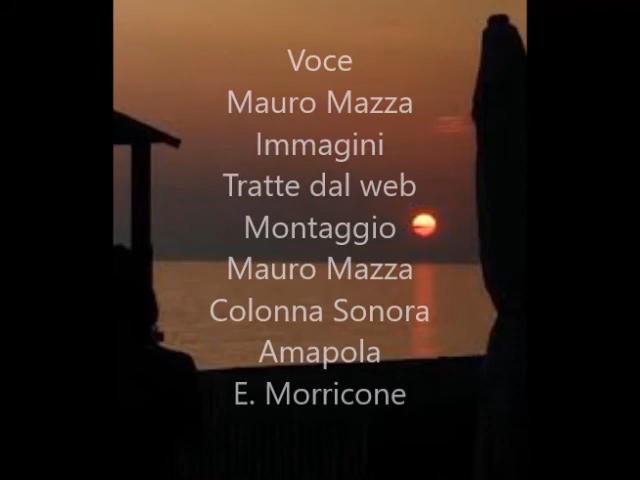 Voce
Mauro Mazza
Immagini
Tratte dal web
Montaggio
Mauro Mazza
Colonna Sonora
Amapola
E. Morricone